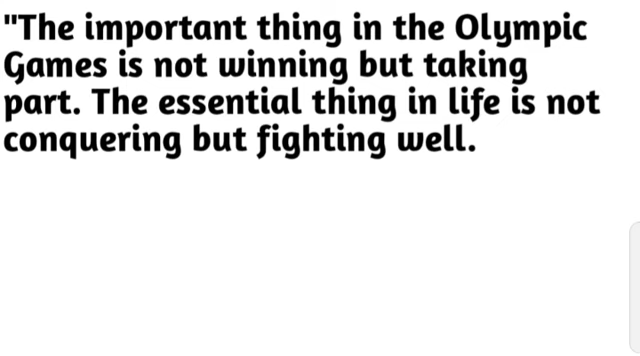 "The important thing in the Olympic
Games is not winning but taking
part. The essential thing in life is not
conquering but fighting well.